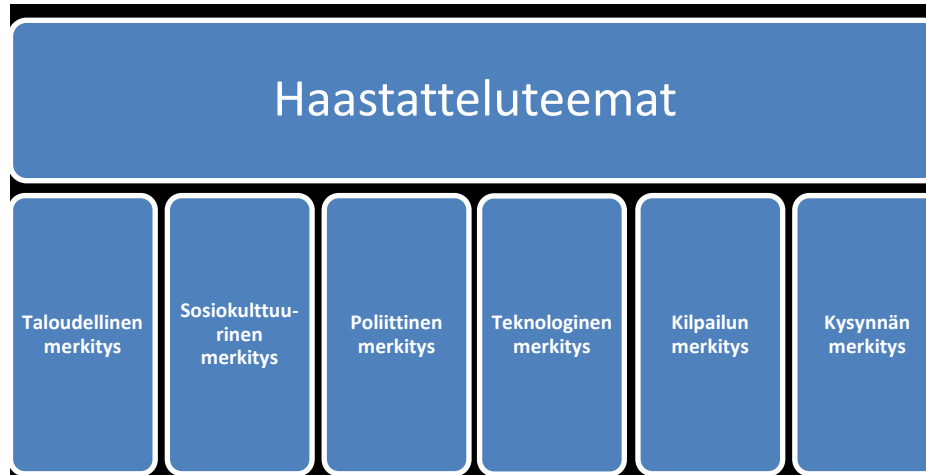 Haastatteluteemat
Taloudellinen
merkitys
Sosiokulttuu-
rinen
merkitys
Poliittinen
merkitys
Teknologinen
merkitys
Kilpailun
merkitys
Kysynnän
merkitys